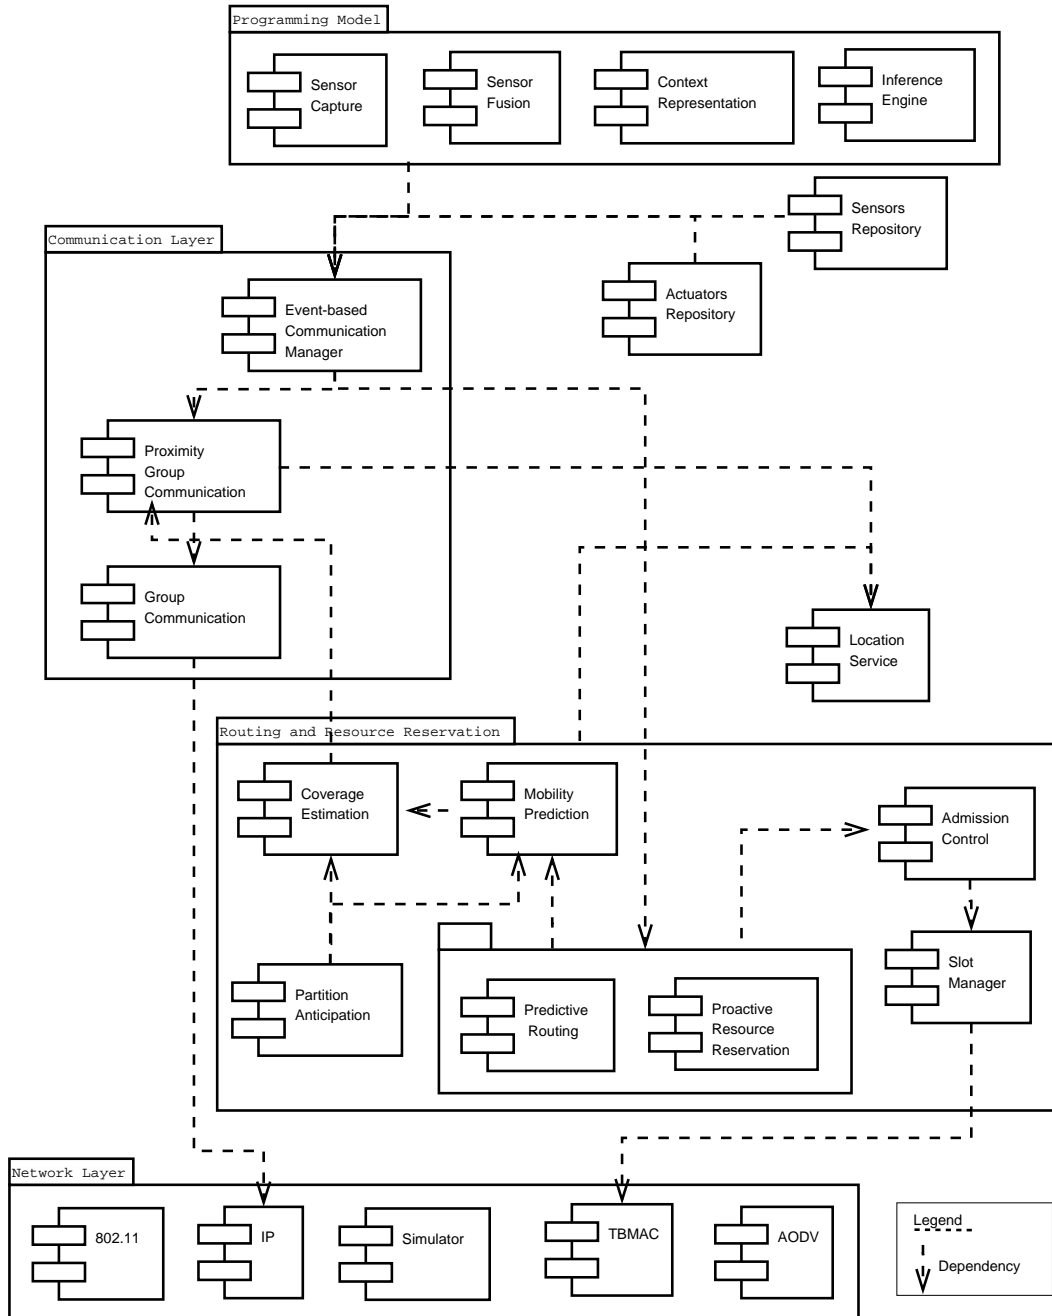 Programming Model
Sensor
Capture
Sensor
Fusion
Context
Representation
Inference
Engine
Sensors
Repository
Communication Layer
Actuators
Repository
Event-based
Communication
Manager
Proximity
Group
Communication
Group
Communication
Location
Service
Routing and Resource Reservation
Coverage
Estimation
Mobility
Prediction
Admission
Control
Partition
Anticipation
Predictive
Routing
Proactive
Resource
Reservation
Slot
Manager
Network Layer
802.11
IP
Simulator
TBMAC
AODV
Legend
Dependency